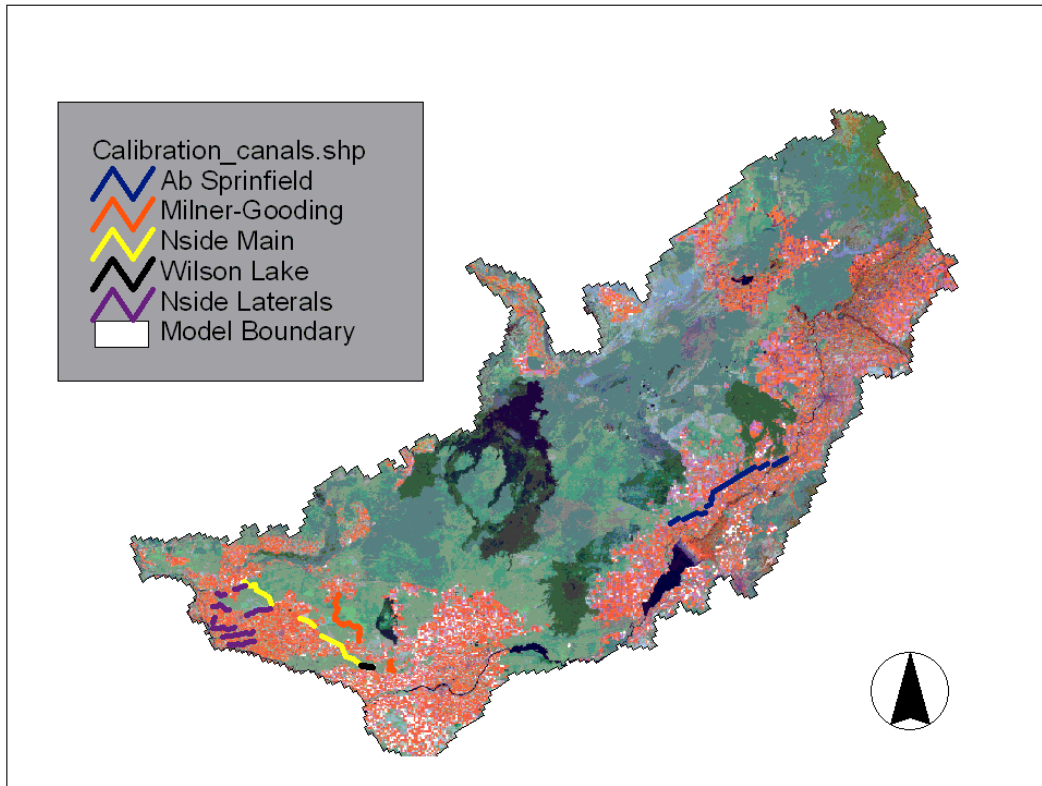 Calibration_canals.shp
Ab Sprinfield
Milner-Gooding
Nside Main
Wilson Lake
Nside Laterals
Model Boundary